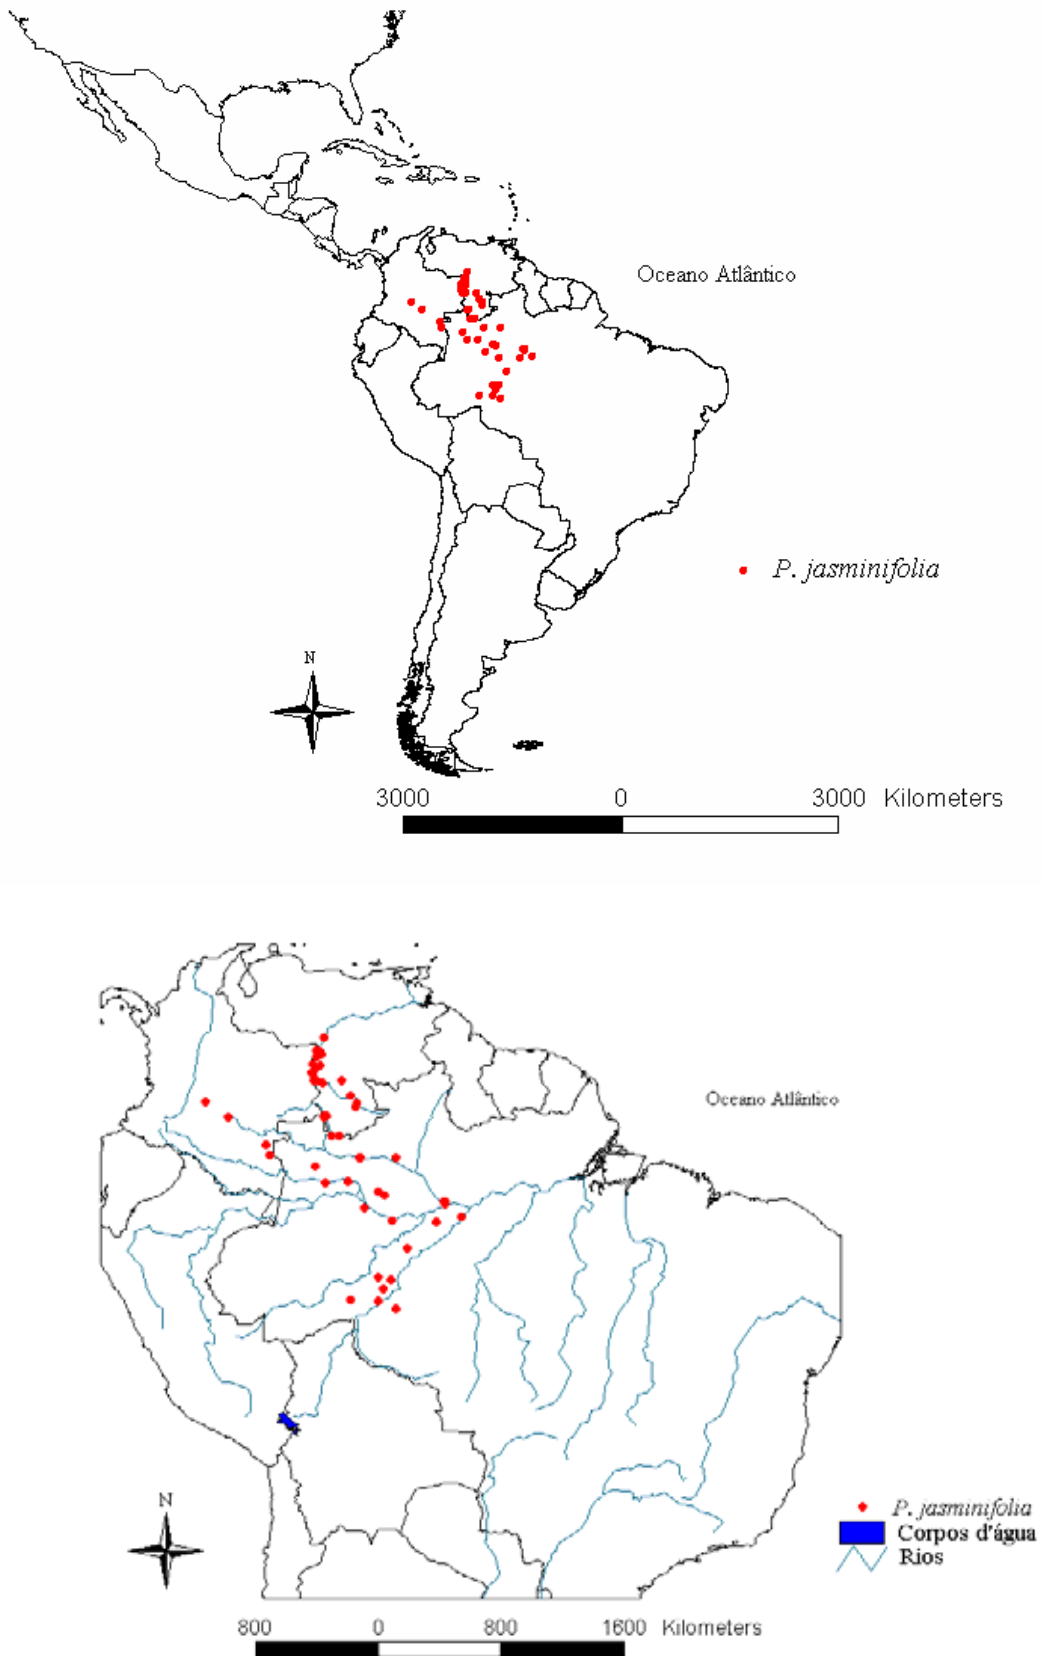 Oceano Atlântico
P. jasminifolia
N
3000 0 3000 Kilometers
Oceano Atlântico
N
P. jasminifolia
Corpos d'água
Rios
800 0 800 1600 Kilometers